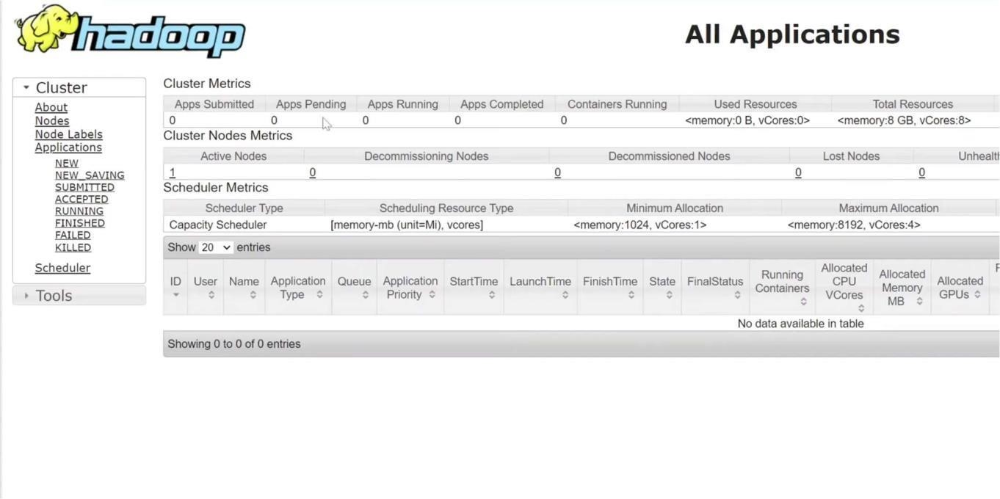 hadoop
All Applications
Cluster
About
Nodes
Node Labels
Applications
NEW
NEW_SAVING
SUBMITTED
ACCEPTED
RUNNING
FINISHED
FAILED
KILLED
Scheduler
Tools
Cluster Metrics
Apps Submitted Apps Pending Apps Running Apps Completed Containers Running Used Resources Total Resources
0 0 0 0 0 <memory:0 B, vCores:0> <memory:8 GB, vCores:8>
Cluster Nodes Metrics
Active Nodes Decommissioning Nodes Decommissioned Nodes Lost Nodes Unhealth
1 0 0 0 0
Scheduler Metrics
Scheduler Type Scheduling Resource Type Minimum Allocation Maximum Allocation
Capacity Scheduler [memory-mb (unit=Mi), vcores] <memory:1024, vCores:1> <memory:8192, vCores:4>
Show 20 entries
ID User Name Application Type Queue Application Priority StartTime LaunchTime FinishTime State FinalStatus Running Containers Allocated CPU VCores Allocated Memory MB Allocated GPUs
No data available in table
Showing 0 to 0 of 0 entries